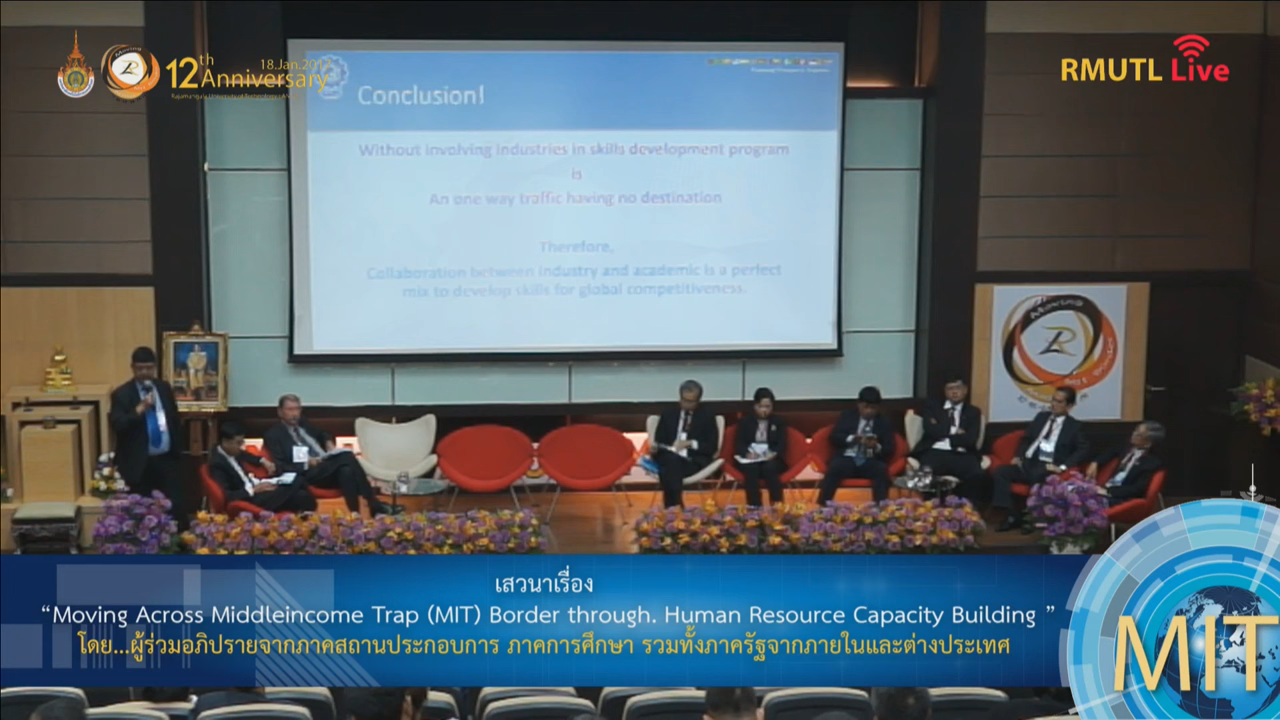 12th
Anniversary
18.Jan.2017
RMUTL Live
Conclusion!
Without involving industries in skills development program
is
An one way traffic having no destination
Therefore,
Collaboration between industry and academic is a perfect
mix to develop skills for global competitiveness.
Moving
เสวนาเรื่อง
“Moving Across Middleincome Trap (MIT) Border through. Human Resource Capacity Building ”
โดย...ผู้ร่วมอภิปรายจากภาคสถานประกอบการ ภาคการศึกษา รวมทั้งภาครัฐจากภายในและต่างประเทศ
MIT